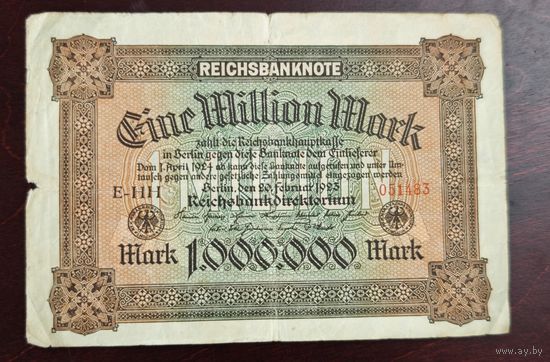 REICHSBANKNOTE
Eine Million Mark
zahlt die Reichsbankhauptkasse
in Berlin gegen diese Banknote dem Einlieferer.
Vom 1. April 1924 ab kann diese Banknote aufgerufen und unter Um-
tausch gegen andere gesetzliche Zahlungsmittel eingezogen werden
Berlin, den 20. Februar 1923
E-HH 051483
Reichsbankdirektorium
Mark 1.000.000 Mark
www.ay.by